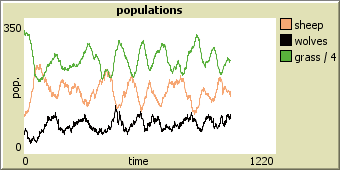 populations
350
pop.
0
0
time
1220
sheep
wolves
grass / 4